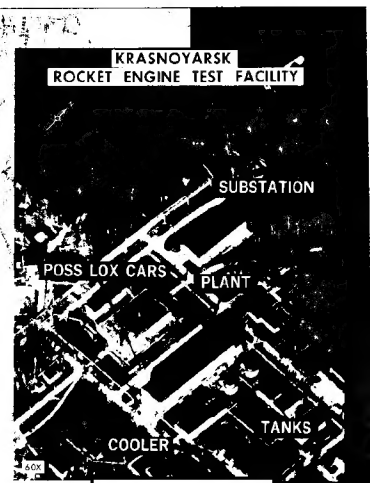 KRASNOYARSK
ROCKET ENGINE TEST FACILITY
SUBSTATION
POSS LOX CARS
PLANT
TANKS
COOLER
60X